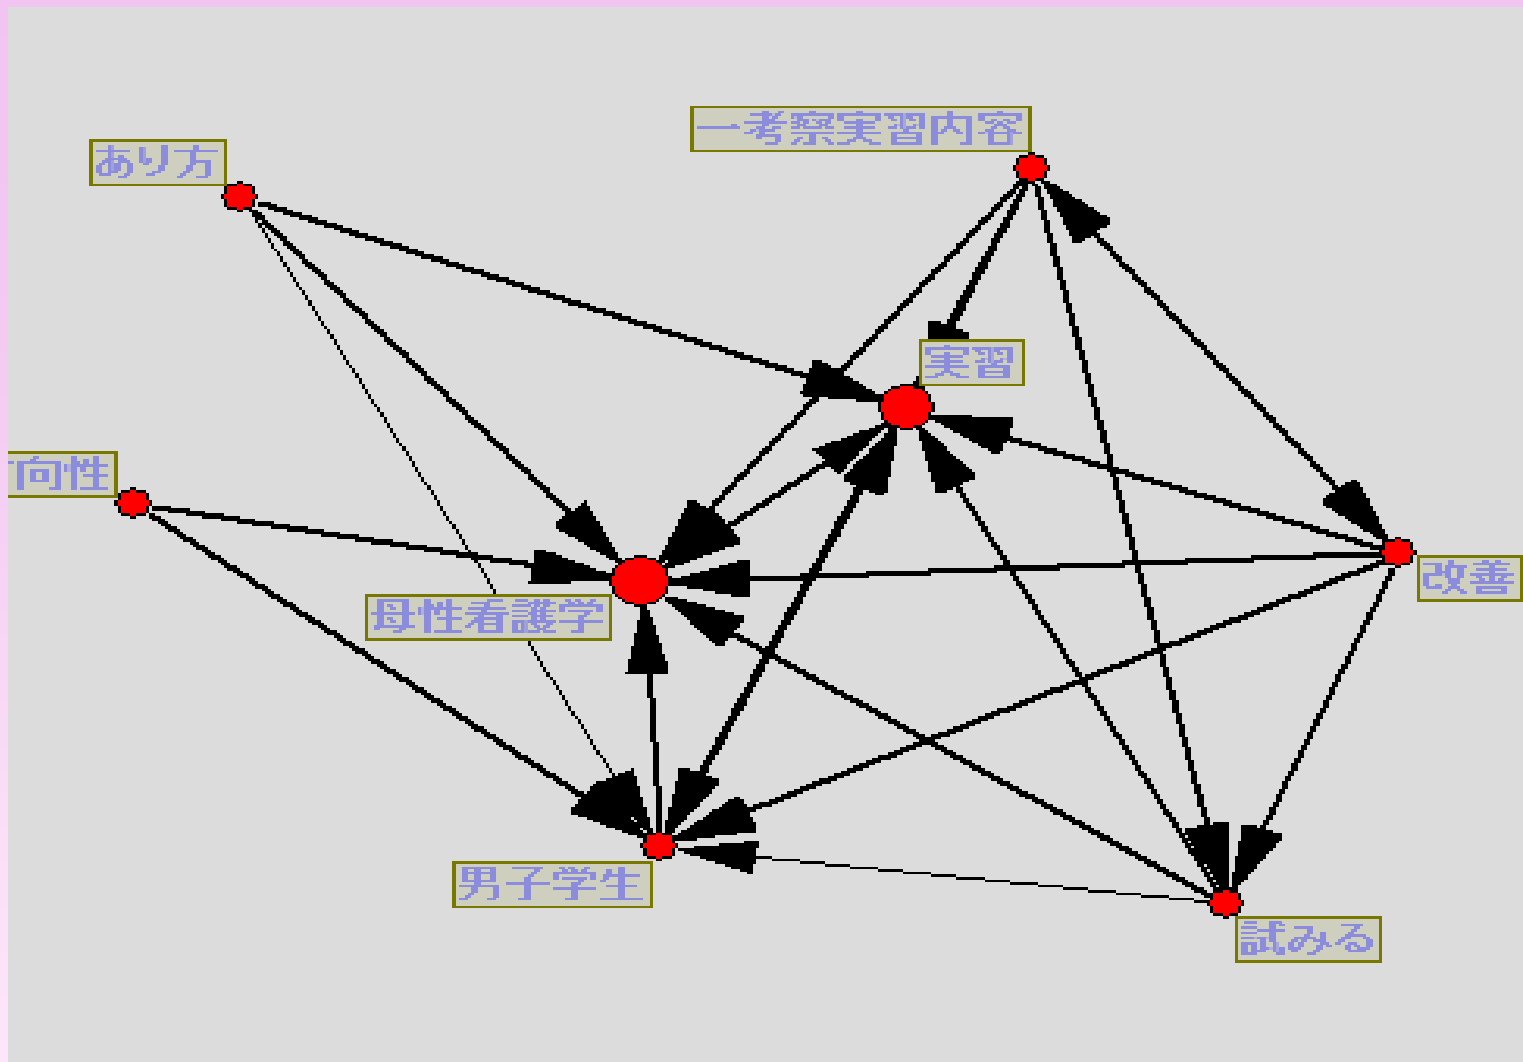 一考察実習内容
あり方
実習
向性
改善
母性看護学
男子学生
試みる